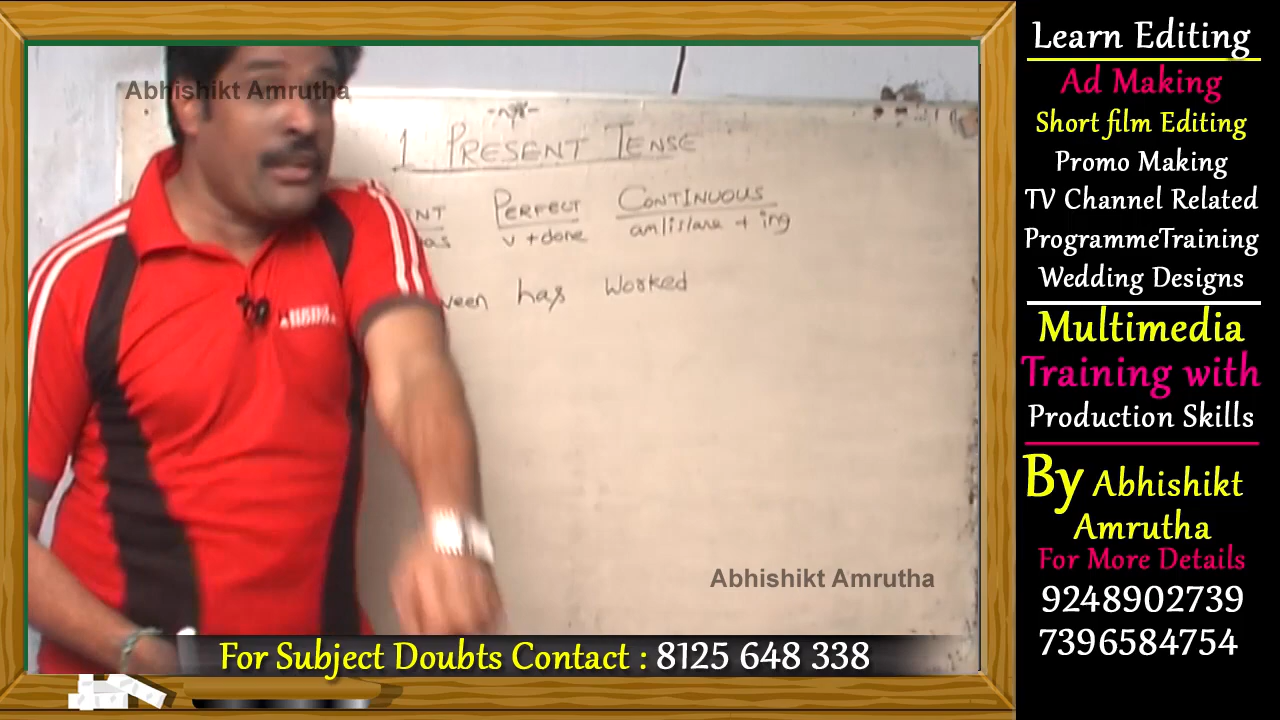 Abhishikt Amrutha
1 PRESENT TENSE
PERFECT CONTINUOUS
V + done am/is/are + ing
has Worked
Abhishikt Amrutha
For Subject Doubts Contact : 8125 648 338
Learn Editing
Ad Making
Short film Editing
Promo Making
TV Channel Related
ProgrammeTraining
Wedding Designs
Multimedia
Training with
Production Skills
By Abhishikt
Amrutha
For More Details
9248902739
7396584754